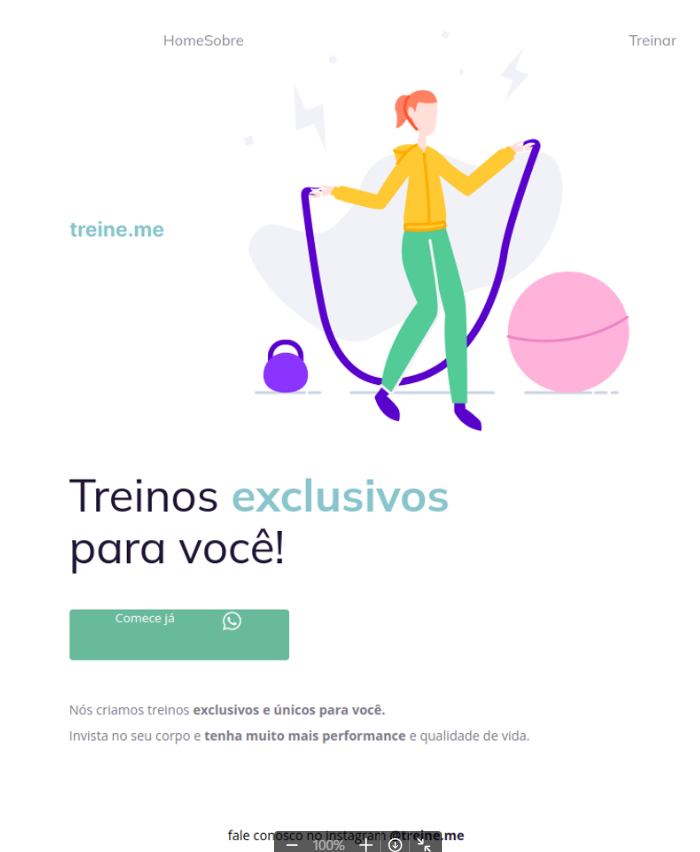 HomeSobre Treinar
treine.me
Treinos exclusivos
para você!
Comece já
Nós criamos treinos exclusivos e únicos para você.
Invista no seu corpo e tenha muito mais performance e qualidade de vida.
fale conosco no instagram @treine.me
100%